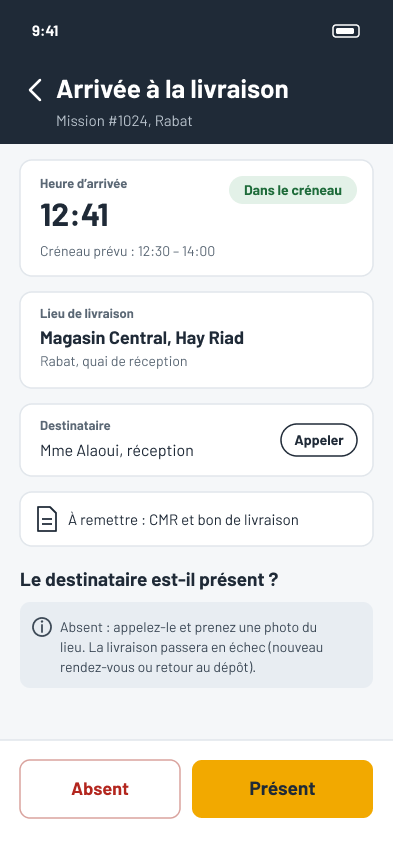 9:41
Arrivée à la livraison
Mission #1024, Rabat
Heure d'arrivée
Dans le créneau
12:41
Créneau prévu : 12:30 – 14:00
Lieu de livraison
Magasin Central, Hay Riad
Rabat, quai de réception
Destinataire
Mme Alaoui, réception
Appeler
À remettre : CMR et bon de livraison
Le destinataire est-il présent ?
Absent : appelez-le et prenez une photo du
lieu. La livraison passera en échec (nouveau
rendez-vous ou retour au dépôt).
Absent
Présent